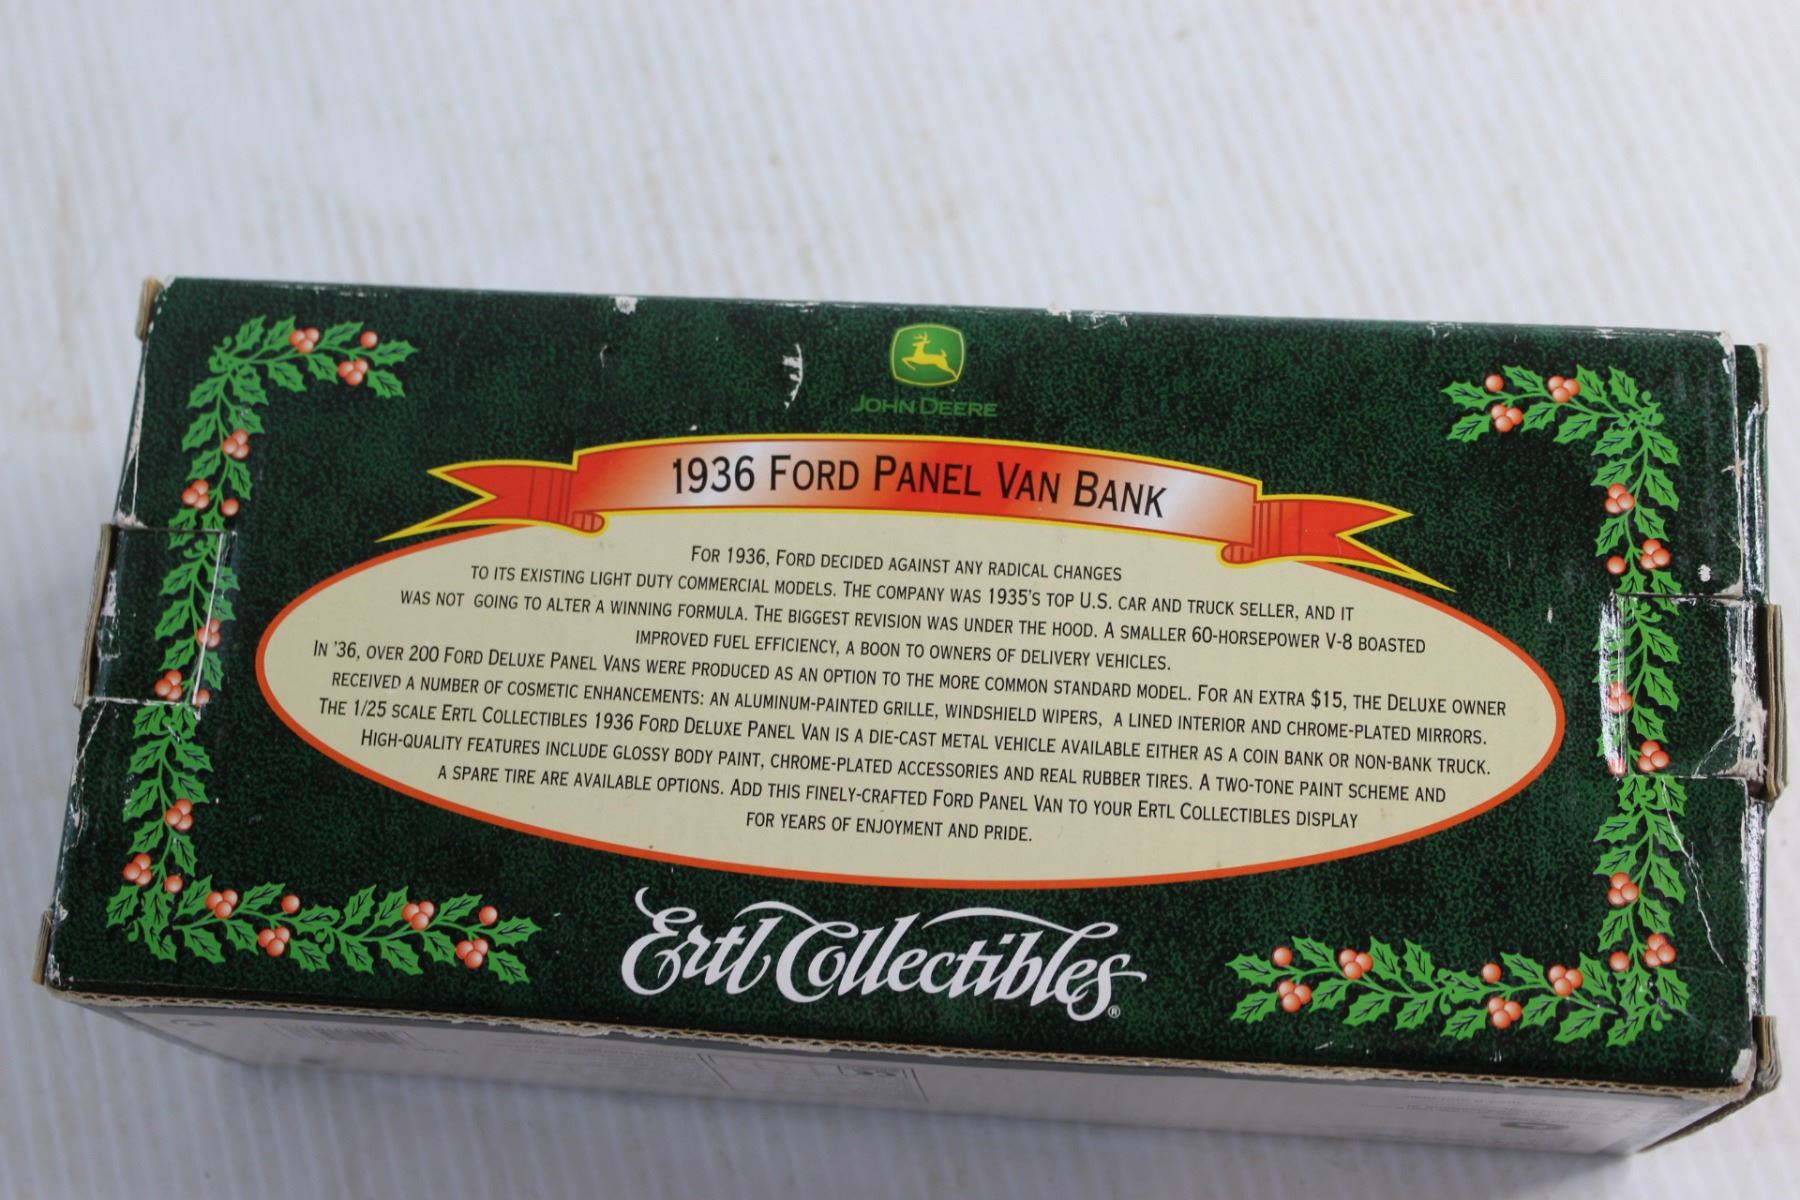 JOHN DEERE
1936 FORD PANEL VAN BANK
FOR 1936, FORD DECIDED AGAINST ANY RADICAL CHANGES
TO ITS EXISTING LIGHT DUTY COMMERCIAL MODELS. THE COMPANY WAS 1935'S TOP U.S. CAR AND TRUCK SELLER, AND IT
WAS NOT GOING TO ALTER A WINNING FORMULA. THE BIGGEST REVISION WAS UNDER THE HOOD. A SMALLER 60-HORSEPOWER V-8 BOASTED
IMPROVED FUEL EFFICIENCY, A BOON TO OWNERS OF DELIVERY VEHICLES.
IN '36, OVER 200 FORD DELUXE PANEL VANS WERE PRODUCED AS AN OPTION TO THE MORE COMMON STANDARD MODEL. FOR AN EXTRA $15, THE DELUXE OWNER
RECEIVED A NUMBER OF COSMETIC ENHANCEMENTS: AN ALUMINUM-PAINTED GRILLE, WINDSHIELD WIPERS, A LINED INTERIOR AND CHROME-PLATED MIRRORS.
THE 1/25 SCALE ERTL COLLECTIBLES 1936 FORD DELUXE PANEL VAN IS A DIE-CAST METAL VEHICLE AVAILABLE EITHER AS A COIN BANK OR NON-BANK TRUCK.
HIGH-QUALITY FEATURES INCLUDE GLOSSY BODY PAINT, CHROME-PLATED ACCESSORIES AND REAL RUBBER TIRES. A TWO-TONE PAINT SCHEME AND
A SPARE TIRE ARE AVAILABLE OPTIONS. ADD THIS FINELY-CRAFTED FORD PANEL VAN TO YOUR ERTL COLLECTIBLES DISPLAY
FOR YEARS OF ENJOYMENT AND PRIDE.
Ertl Collectibles®